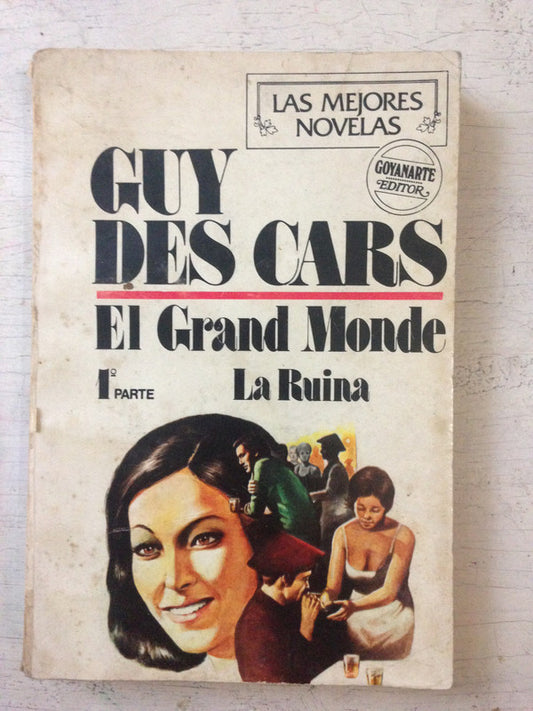 LAS MEJORES
NOVELAS
GOYANARTE
EDITOR
GUY
DES CARS
El Grand Monde
1º PARTE La Ruina